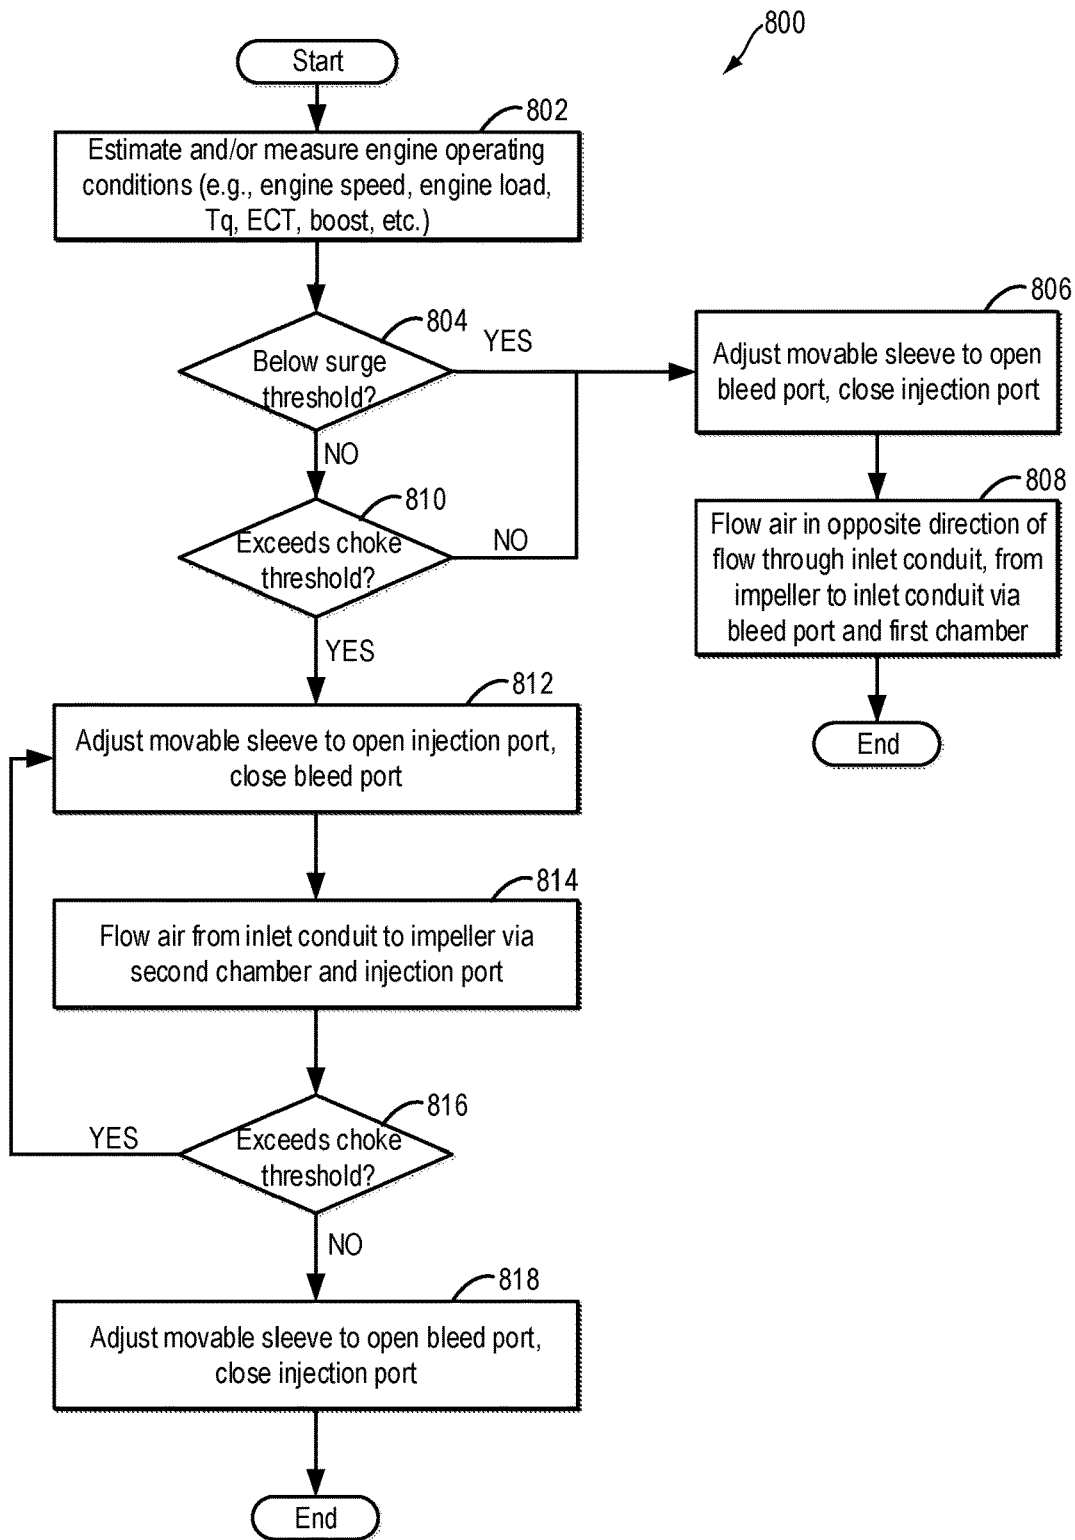 800
Start
802
Estimate and/or measure engine operating
conditions (e.g., engine speed, engine load,
Tq, ECT, boost, etc.)
804
Below surge
threshold?
YES
NO
806
Adjust movable sleeve to open
bleed port, close injection port
808
Flow air in opposite direction of
flow through inlet conduit, from
impeller to inlet conduit via
bleed port and first chamber
End
810
Exceeds choke
threshold?
NO
YES
812
Adjust movable sleeve to open injection port,
close bleed port
814
Flow air from inlet conduit to impeller via
second chamber and injection port
816
Exceeds choke
threshold?
YES
NO
818
Adjust movable sleeve to open bleed port,
close injection port
End